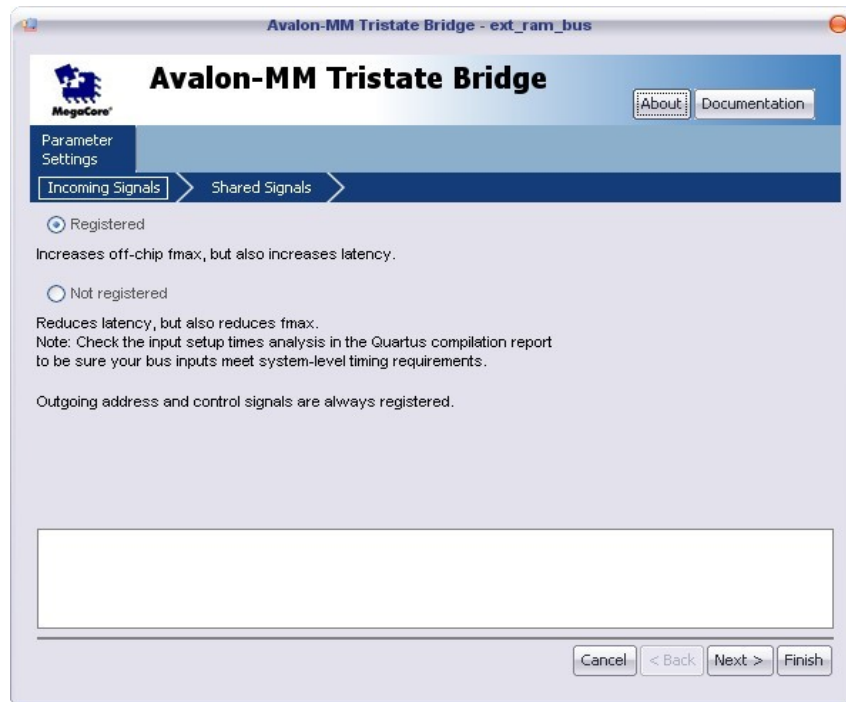 Avalon-MM Tristate Bridge - ext_ram_bus
Avalon-MM Tristate Bridge
MegaCore®
About Documentation
Parameter
Settings
Incoming Signals Shared Signals
Registered
Increases off-chip fmax, but also increases latency.
Not registered
Reduces latency, but also reduces fmax.
Note: Check the input setup times analysis in the Quartus compilation report
to be sure your bus inputs meet system-level timing requirements.
Outgoing address and control signals are always registered.
Cancel < Back Next > Finish